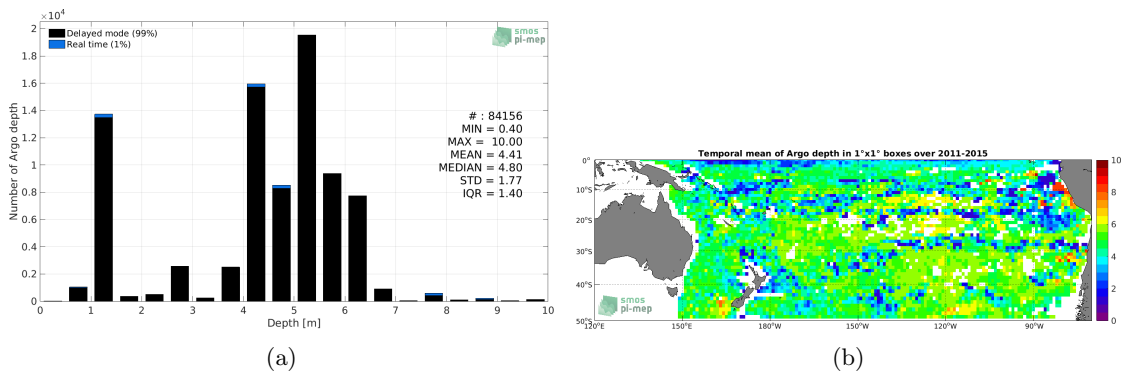 ×10⁴
Delayed mode (99%)
Real time (1%)
smos
pi-mep
2
1.8
1.6
1.4
1.2
1
0.8
0.6
0.4
0.2
0
Number of Argo depth
# : 84156
MIN = 0.40
MAX = 10.00
MEAN = 4.41
MEDIAN = 4.80
STD = 1.77
IQR = 1.40
0 1 2 3 4 5 6 7 8 9 10
Depth [m]
(a)
Temporal mean of Argo depth in 1°x1° boxes over 2011-2015
0°
10°S
20°S
30°S
40°S
50°S
120°E 150°E 180°W 150°W 120°W 90°W
smos
pi-mep
10
8
6
4
2
0
(b)